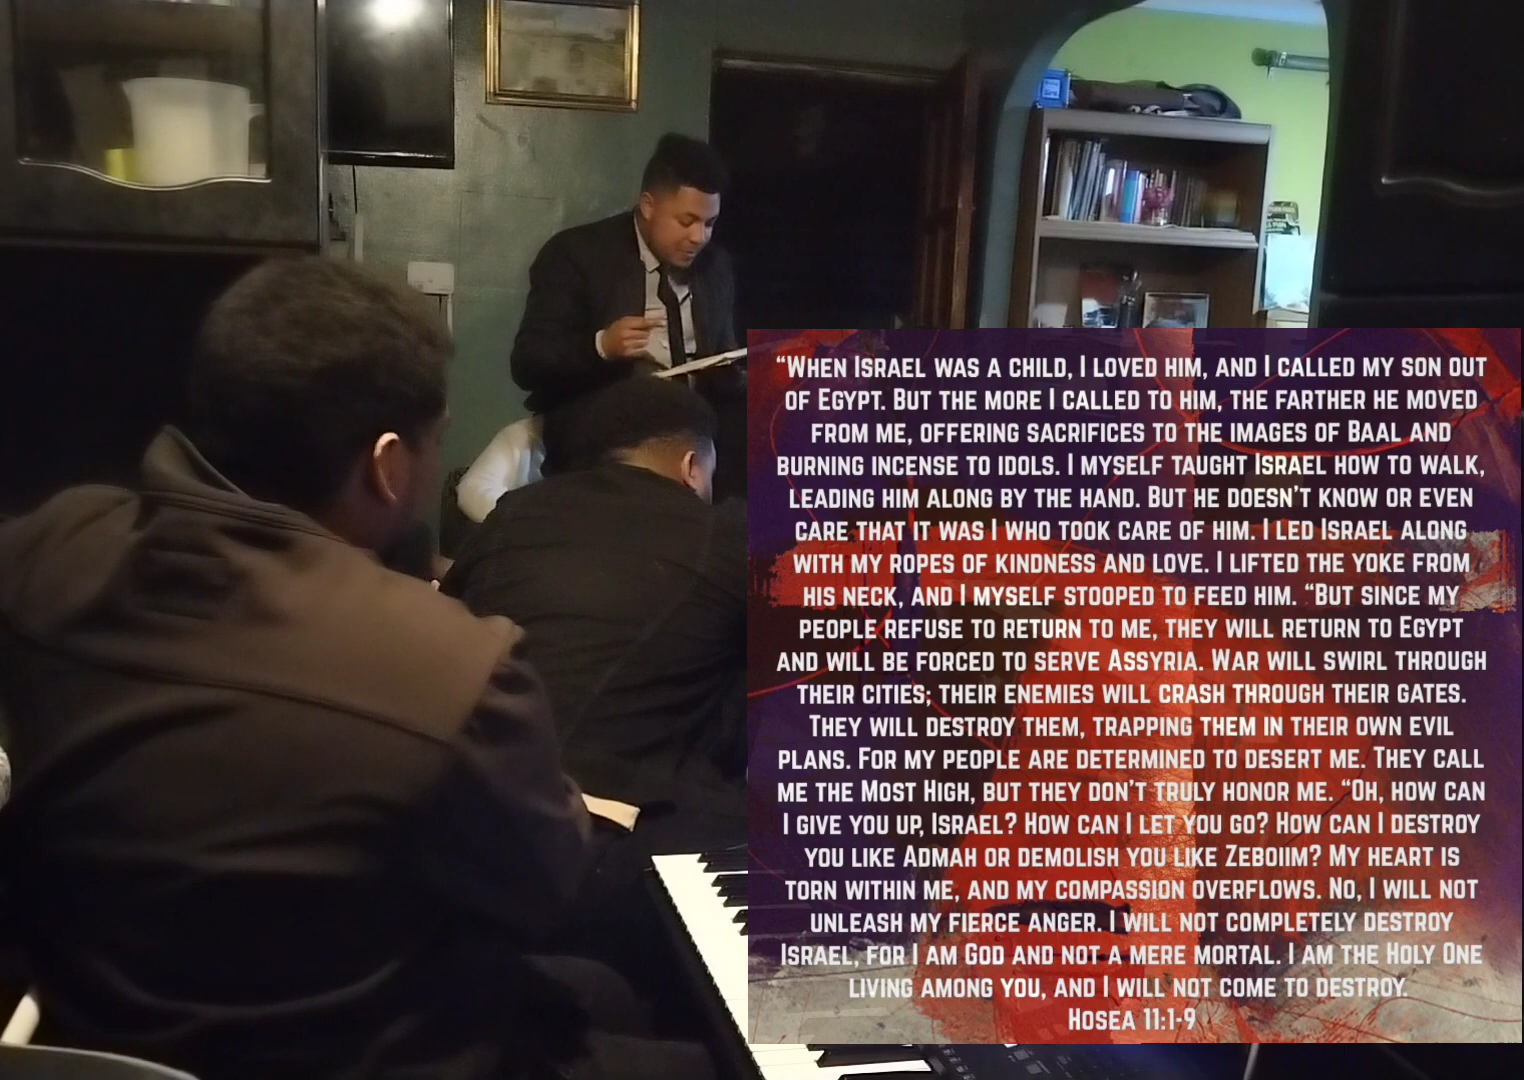 “When Israel was a child, I loved him, and I called my son out
of Egypt. But the more I called to him, the farther he moved
from me, offering sacrifices to the images of Baal and
burning incense to idols. I myself taught Israel how to walk,
leading him along by the hand. But he doesn’t know or even
care that it was I who took care of him. I led Israel along
with my ropes of kindness and love. I lifted the yoke from
his neck, and I myself stooped to feed him. “But since my
people refuse to return to me, they will return to Egypt
and will be forced to serve Assyria. War will swirl through
their cities; their enemies will crash through their gates.
They will destroy them, trapping them in their own evil
plans. For my people are determined to desert me. They call
me the Most High, but they don’t truly honor me. “Oh, how can
I give you up, Israel? How can I let you go? How can I destroy
you like Admah or demolish you like Zeboiim? My heart is
torn within me, and my compassion overflows. No, I will not
unleash my fierce anger. I will not completely destroy
Israel, for I am God and not a mere mortal. I am the Holy One
living among you, and I will not come to destroy.
Hosea 11:1-9